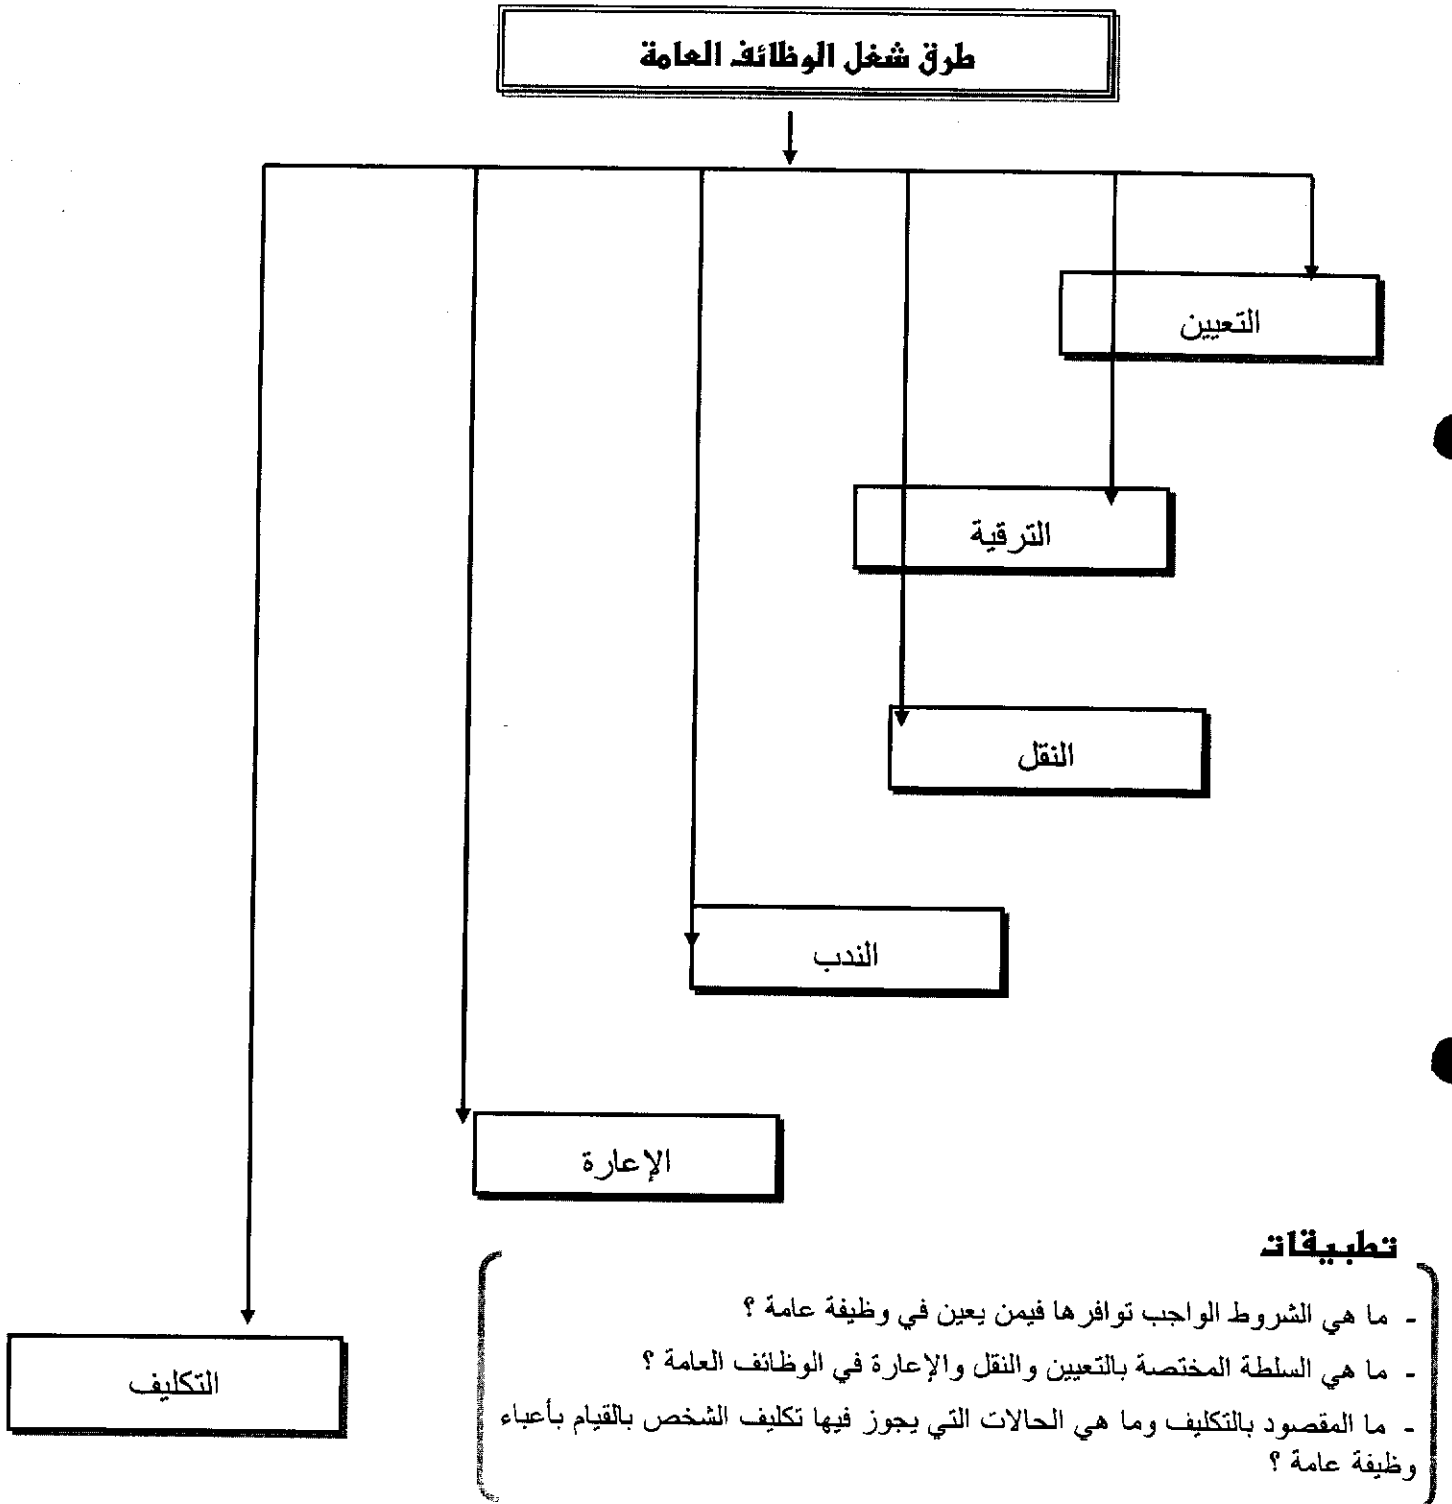 طرق شغل الوظائف العامة
التعيين
الترقية
النقل
الندب
الإعارة
التكليف
تطبيقات
- ما هي الشروط الواجب توافرها فيمن يعين في وظيفة عامة ؟
- ما هي السلطة المختصة بالتعيين والنقل والإعارة في الوظائف العامة ؟
- ما المقصود بالتكليف وما هي الحالات التي يجوز فيها تكليف الشخص بالقيام بأعباء
وظيفة عامة ؟